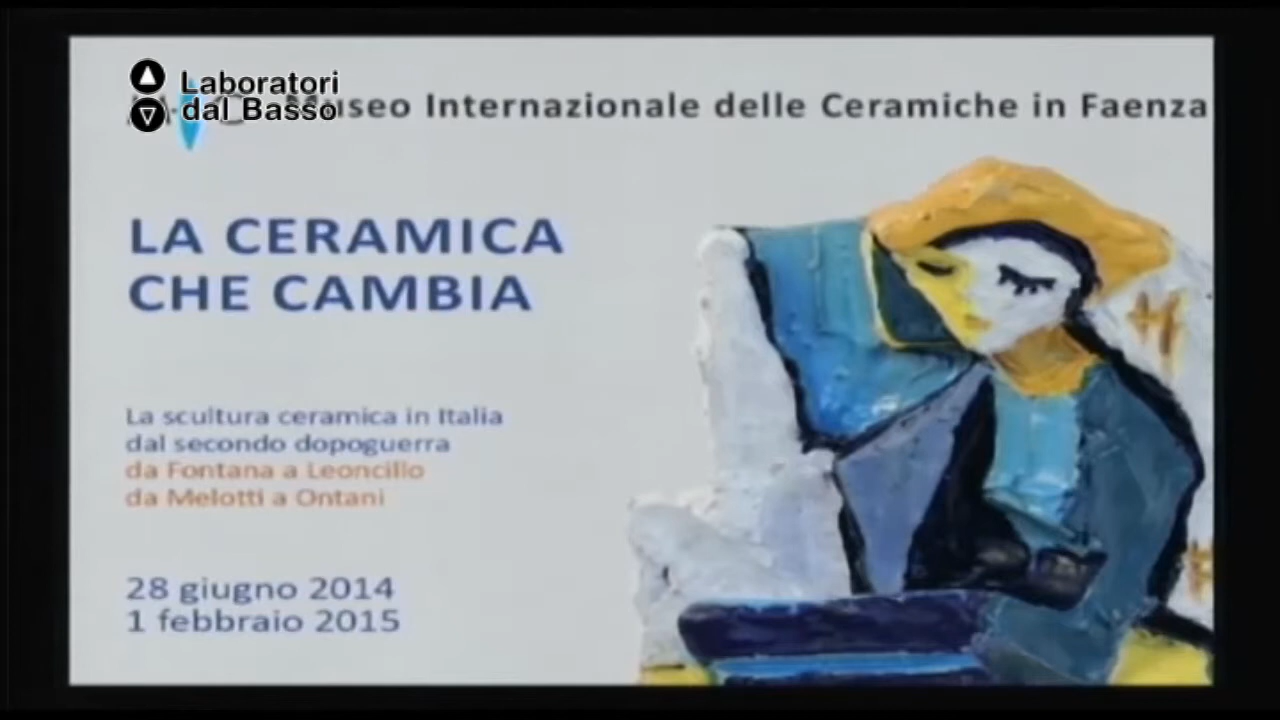 Laboratori
dal Basso
Internazionale delle Ceramiche in Faenza
LA CERAMICA
CHE CAMBIA
La scultura ceramica in Italia
dal secondo dopoguerra
da Fontana a Leoncillo
da Melotti a Ontani
28 giugno 2014
1 febbraio 2015